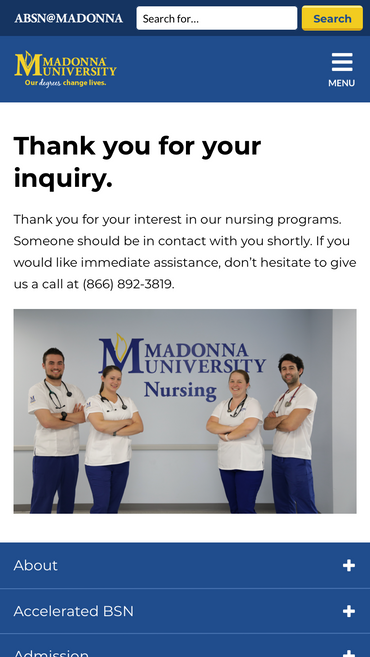 ABSN@MADONNA
Search for...
Search
MADONNA
UNIVERSITY
Our degrees change lives.
MENU
Thank you for your
inquiry.
Thank you for your interest in our nursing programs.
Someone should be in contact with you shortly. If you
would like immediate assistance, don’t hesitate to give
us a call at (866) 892-3819.
MADONNA
UNIVERSITY
Nursing
About
Accelerated BSN
Admission